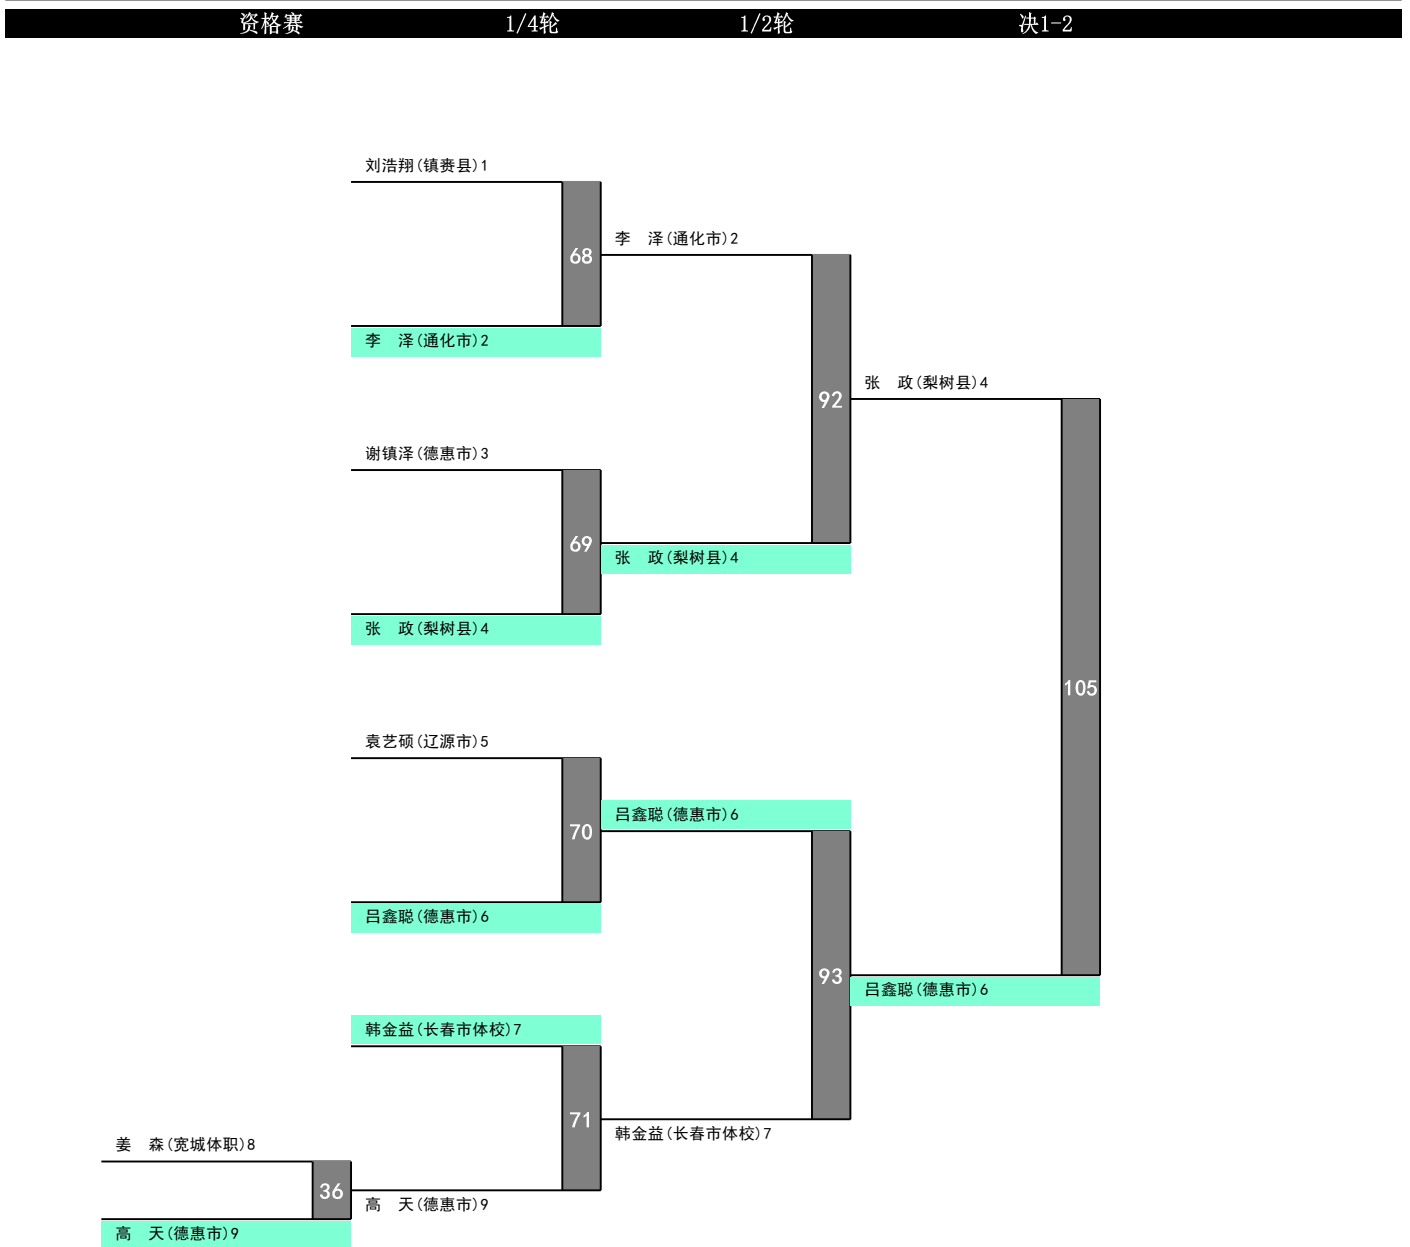 资格赛 1/4轮 1/2轮 决1-2
刘浩翔(镇赉县)1
68
李　泽(通化市)2
李　泽(通化市)2
92
张　政(梨树县)4
谢镇泽(德惠市)3
69
张　政(梨树县)4
张　政(梨树县)4
105
袁艺硕(辽源市)5
70
吕鑫聪(德惠市)6
吕鑫聪(德惠市)6
93
吕鑫聪(德惠市)6
韩金益(长春市体校)7
71
韩金益(长春市体校)7
姜　森(宽城体职)8
36
高　天(德惠市)9
高　天(德惠市)9